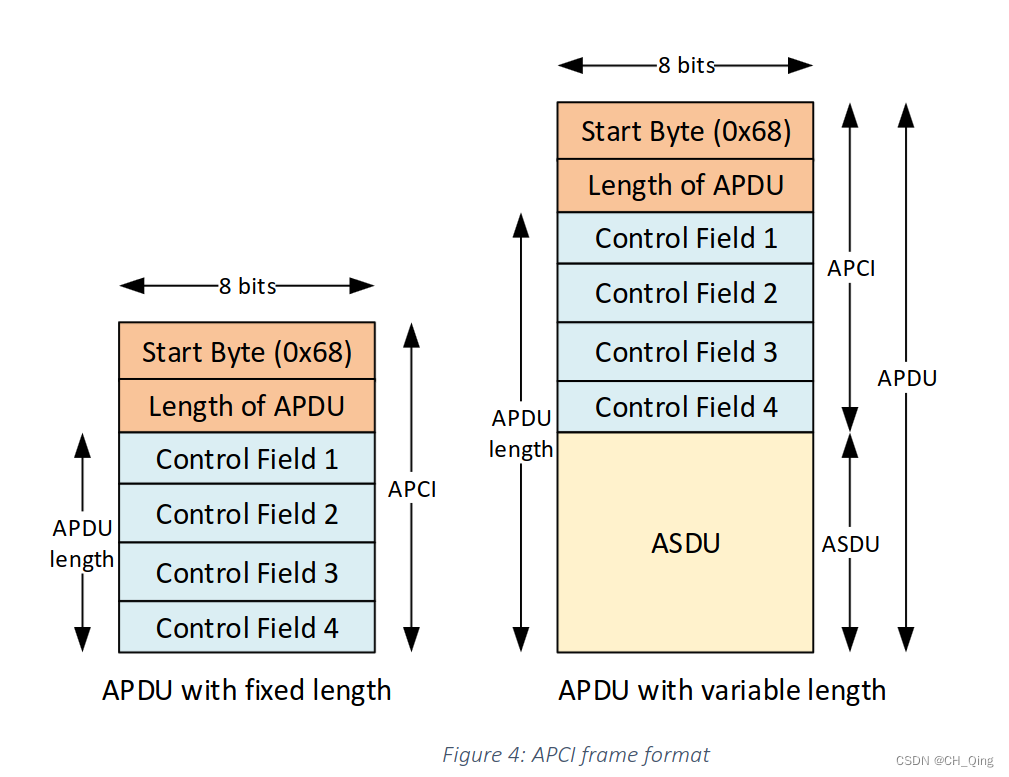 8 bits
Start Byte (0x68)
Length of APDU
Control Field 1
Control Field 2
Control Field 3
Control Field 4
APDU
length
APCI
APDU with fixed length
8 bits
Start Byte (0x68)
Length of APDU
Control Field 1
Control Field 2
Control Field 3
Control Field 4
ASDU
APDU
length
APCI
ASDU
APDU
APDU with variable length
Figure 4: APCI frame format
CSDN @CH_Qing